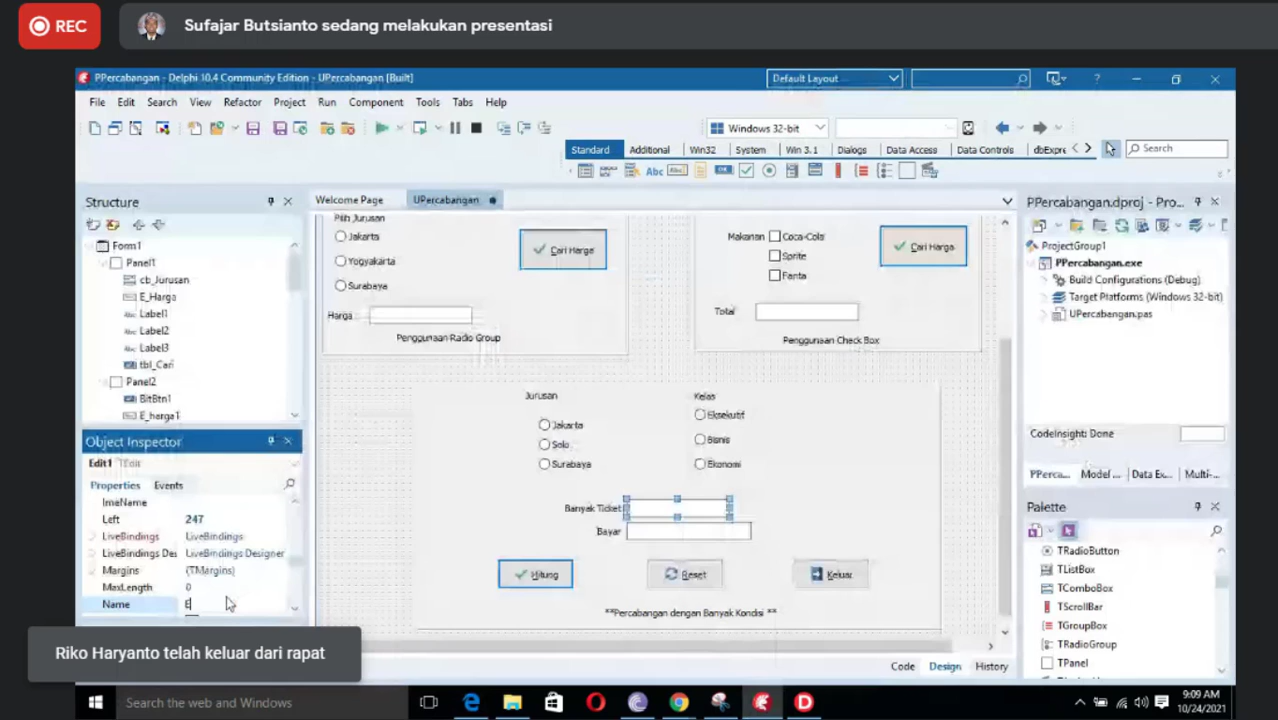 REC
Sufajar Butsianto sedang melakukan presentasi
PPercabangan - Delphi 10.4 Community Edition - UPercabangan [Built]
Default Layout
File Edit Search View Refactor Project Run Component Tools Tabs Help
Windows 32-bit
Standard Additional Win32 System Win 3.1 Dialogs Data Access Data Controls dbExpre
Search
Abc
Structure
Form1
Panel1
cb_Jurusan
E_Harga
Label1
Label2
Label3
tbl_Cari
Panel2
BitBtn1
E_harga1
Object Inspector
Edit1 TEdit
Properties Events
ImeName
Left 247
LiveBindings LiveBindings
LiveBindings Des LiveBindings Designer
Margins (TMargins)
MaxLength 0
Name E
Welcome Page UPercabangan
Pilih Jurusan
Jakarta
Yogyakarta
Surabaya
Cari Harga
Harga
Penggunaan Radio Group
Makanan Coca-Cola
Sprite
Fanta
Cari Harga
Total
Penggunaan Check Box
Jurusan
Jakarta
Solo
Surabaya
Kelas
Eksekutif
Bisnis
Ekonomi
Banyak Ticket
Bayar
Hitung Reset Keluar
**Percabangan dengan Banyak Kondisi **
Code Design History
PPercabangan.dproj - Pro...
ProjectGroup1
PPercabangan.exe
Build Configurations (Debug)
Target Platforms (Windows 32-bit)
UPercabangan.pas
CodeInsight: Done
PPerca... Model ... Data Ex... Multi-...
Palette
TRadioButton
TListBox
TComboBox
TScrollBar
TGroupBox
TRadioGroup
TPanel
Riko Haryanto telah keluar dari rapat
Search the web and Windows
9:09 AM
10/24/2021